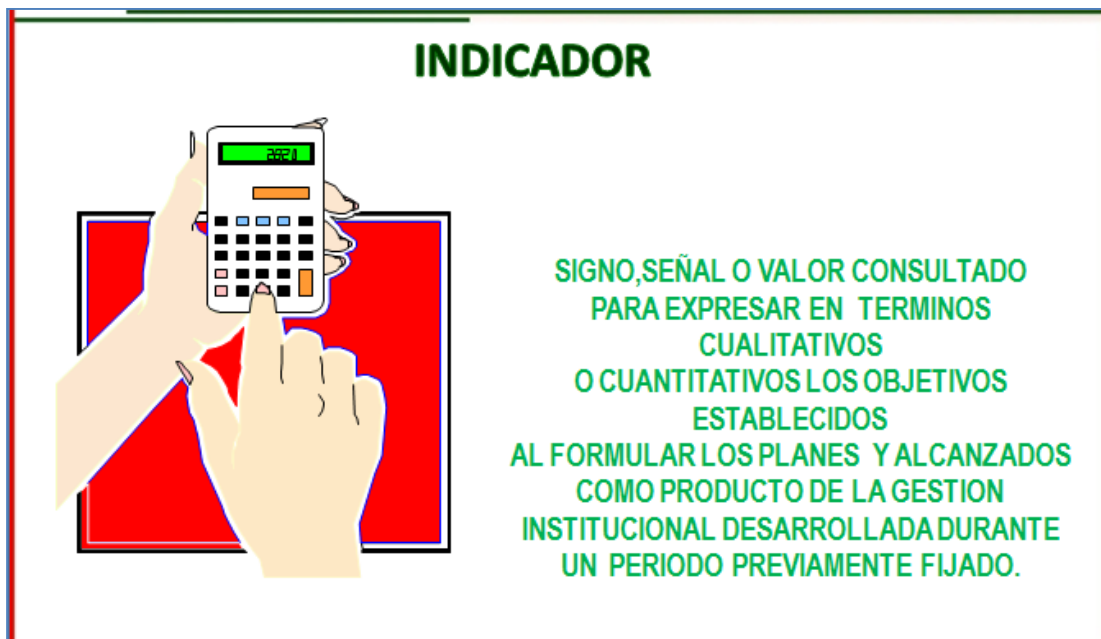 INDICADOR
SIGNO,SEÑAL O VALOR CONSULTADO
PARA EXPRESAR EN TERMINOS
CUALITATIVOS
O CUANTITATIVOS LOS OBJETIVOS
ESTABLECIDOS
AL FORMULAR LOS PLANES Y ALCANZADOS
COMO PRODUCTO DE LA GESTION
INSTITUCIONAL DESARROLLADA DURANTE
UN PERIODO PREVIAMENTE FIJADO.